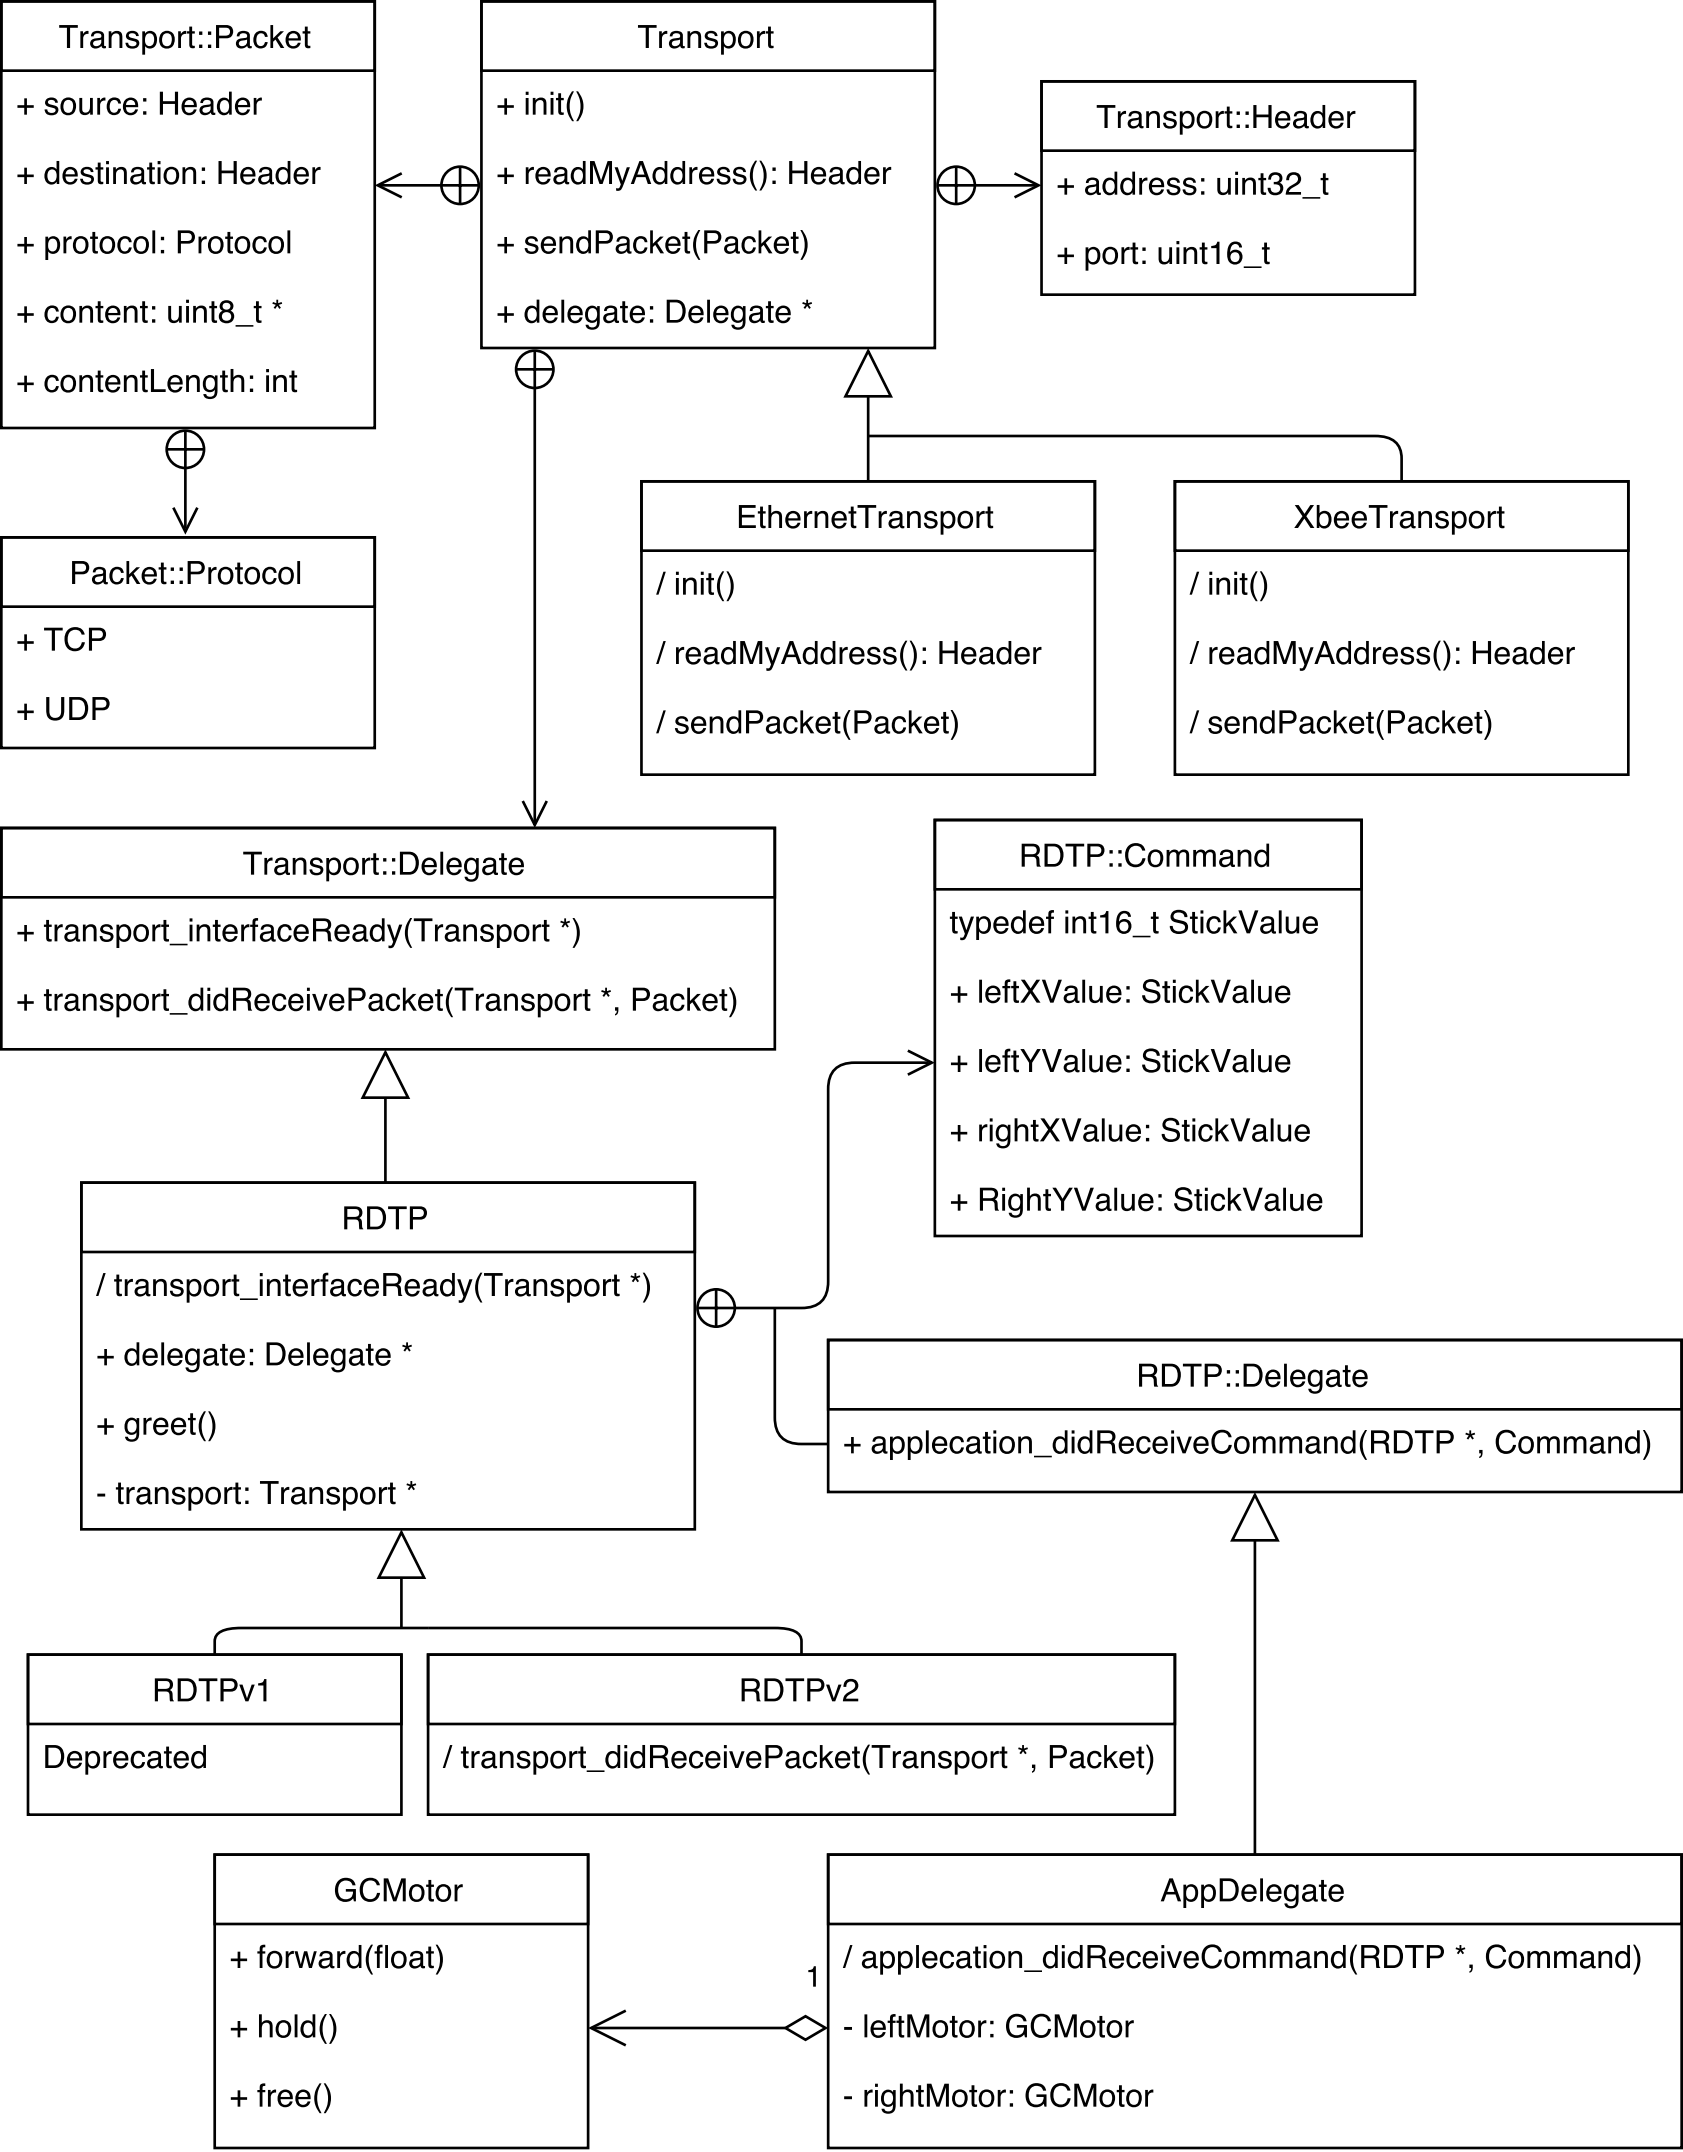 Transport::Packet
+ source: Header
+ destination: Header
+ protocol: Protocol
+ content: uint8_t *
+ contentLength: int
Transport
+ init()
+ readMyAddress(): Header
+ sendPacket(Packet)
+ delegate: Delegate *
Transport::Header
+ address: uint32_t
+ port: uint16_t
Packet::Protocol
+ TCP
+ UDP
EthernetTransport
/ init()
/ readMyAddress(): Header
/ sendPacket(Packet)
XbeeTransport
/ init()
/ readMyAddress(): Header
/ sendPacket(Packet)
Transport::Delegate
+ transport_interfaceReady(Transport *)
+ transport_didReceivePacket(Transport *, Packet)
RDTP::Command
typedef int16_t StickValue
+ leftXValue: StickValue
+ leftYValue: StickValue
+ rightXValue: StickValue
+ RightYValue: StickValue
RDTP
/ transport_interfaceReady(Transport *)
+ delegate: Delegate *
+ greet()
- transport: Transport *
RDTP::Delegate
+ applecation_didReceiveCommand(RDTP *, Command)
RDTPv1
Deprecated
RDTPv2
/ transport_didReceivePacket(Transport *, Packet)
GCMotor
+ forward(float)
+ hold()
+ free()
1
AppDelegate
/ applecation_didReceiveCommand(RDTP *, Command)
- leftMotor: GCMotor
- rightMotor: GCMotor